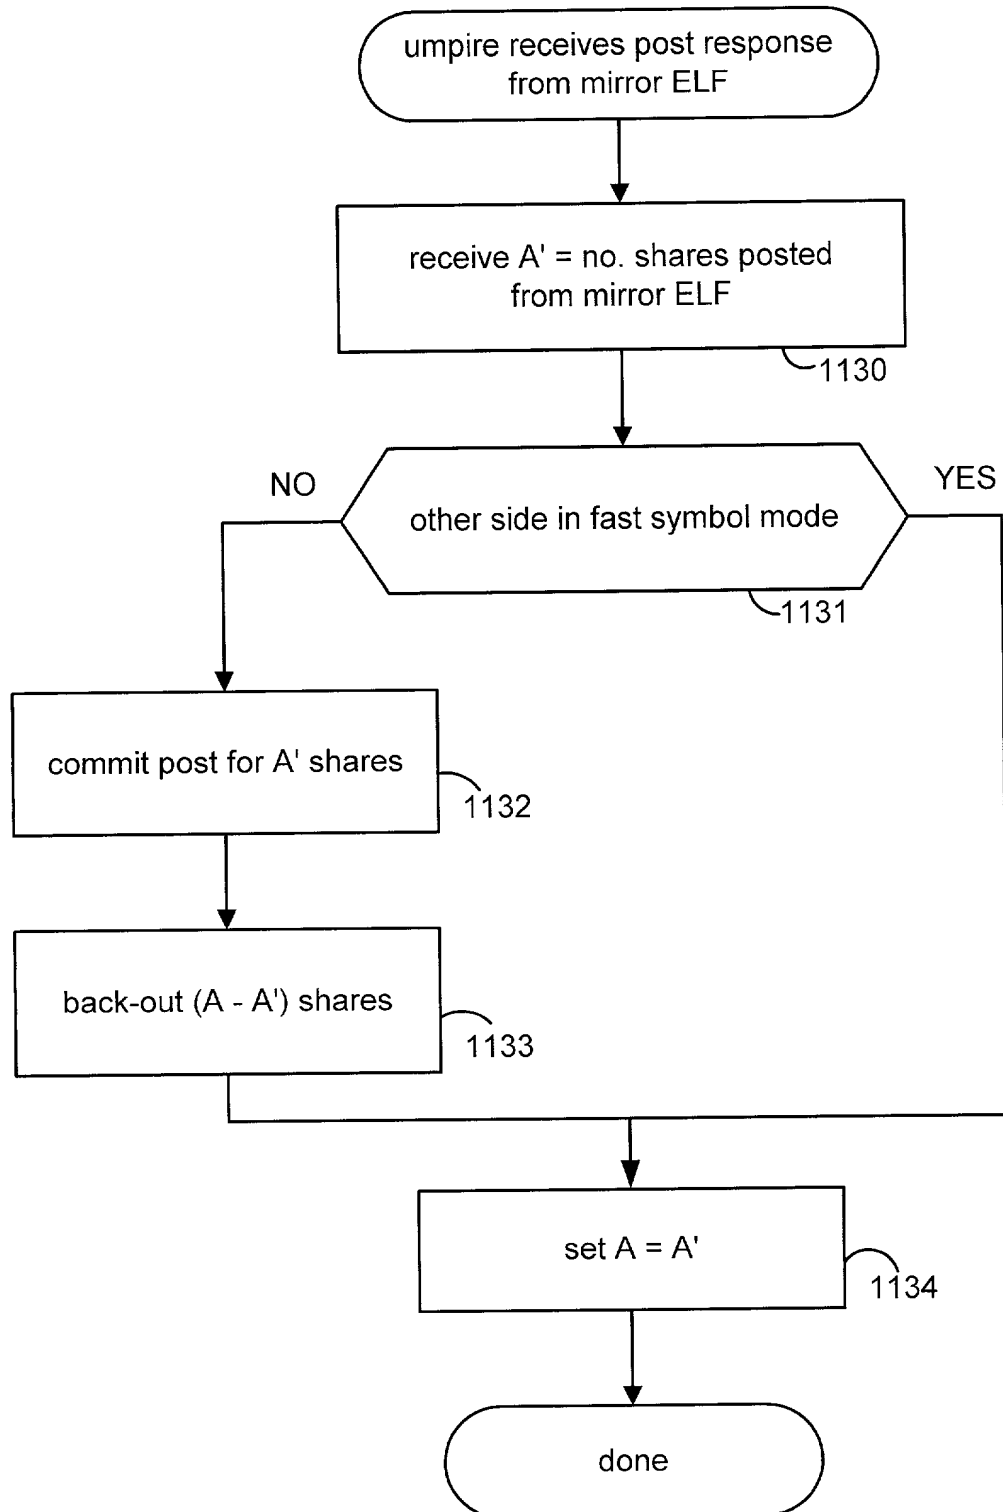 umpire receives post response
from mirror ELF
receive A' = no. shares posted
from mirror ELF
1130
NO
YES
other side in fast symbol mode
1131
commit post for A' shares
1132
back-out (A - A') shares
1133
set A = A'
1134
done